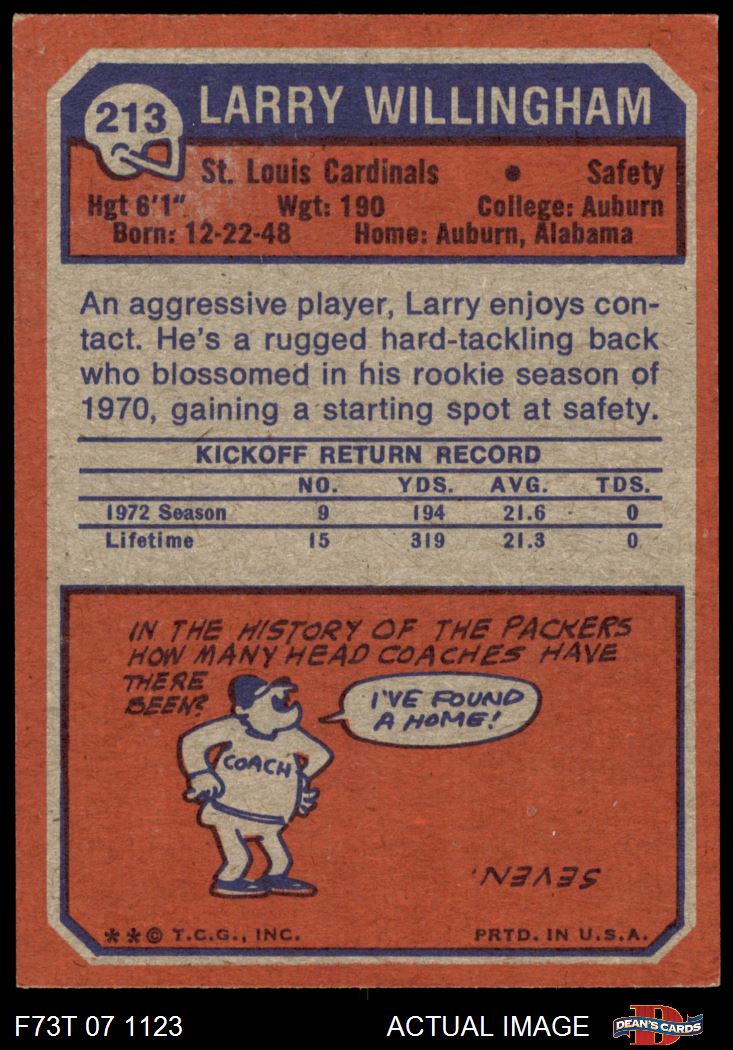 213
LARRY WILLINGHAM
St. Louis Cardinals • Safety
Hgt 6'1" Wgt: 190 College: Auburn
Born: 12-22-48 Home: Auburn, Alabama
An aggressive player, Larry enjoys con-
tact. He's a rugged hard-tackling back
who blossomed in his rookie season of
1970, gaining a starting spot at safety.
KICKOFF RETURN RECORD
NO. YDS. AVG. TDS.
1972 Season 9 194 21.6 0
Lifetime 15 319 21.3 0
IN THE HISTORY OF THE PACKERS
HOW MANY HEAD COACHES HAVE
THERE
BEEN?
I'VE FOUND
A HOME!
COACH
SEVEN.
* * © T.C.G., INC. PRTD. IN U.S.A.
F73T 07 1123 ACTUAL IMAGE
D
DEAN'S CARDS